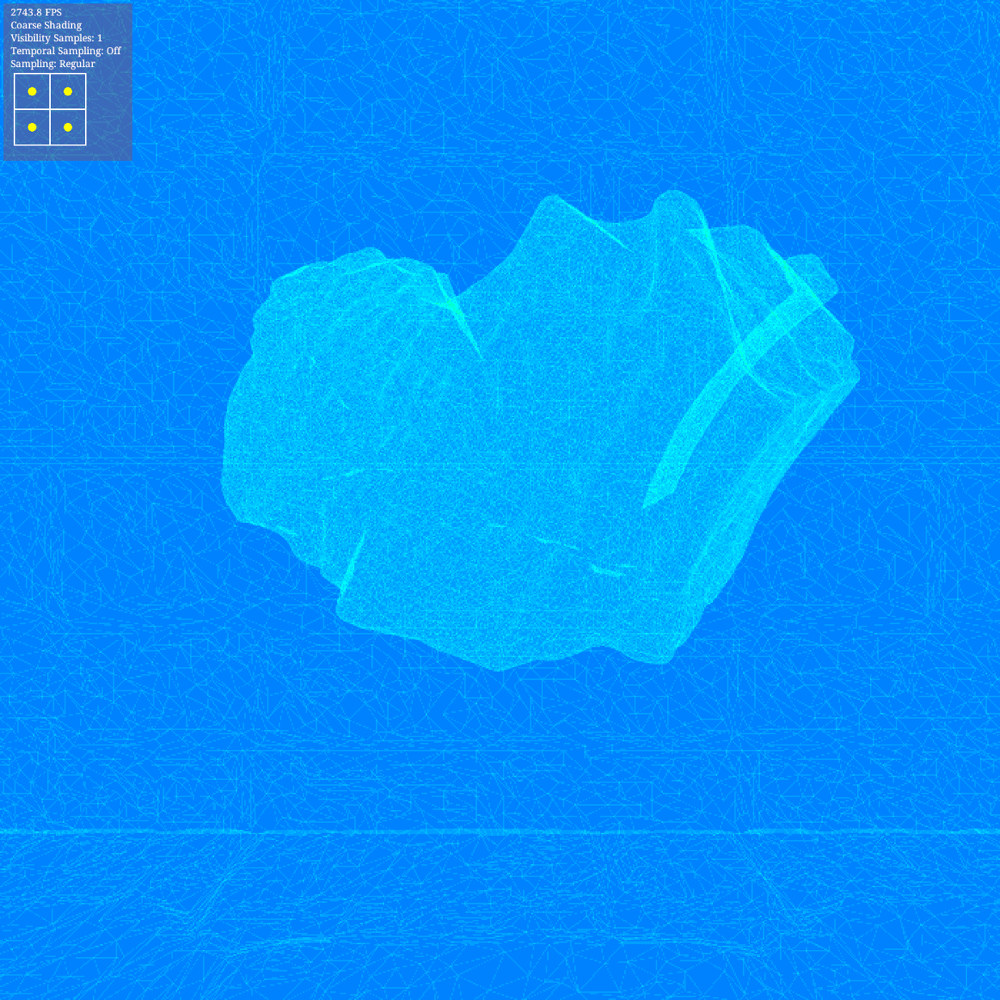 2743.8 FPS
Coarse Shading
Visibility Samples: 1
Temporal Sampling: Off
Sampling: Regular